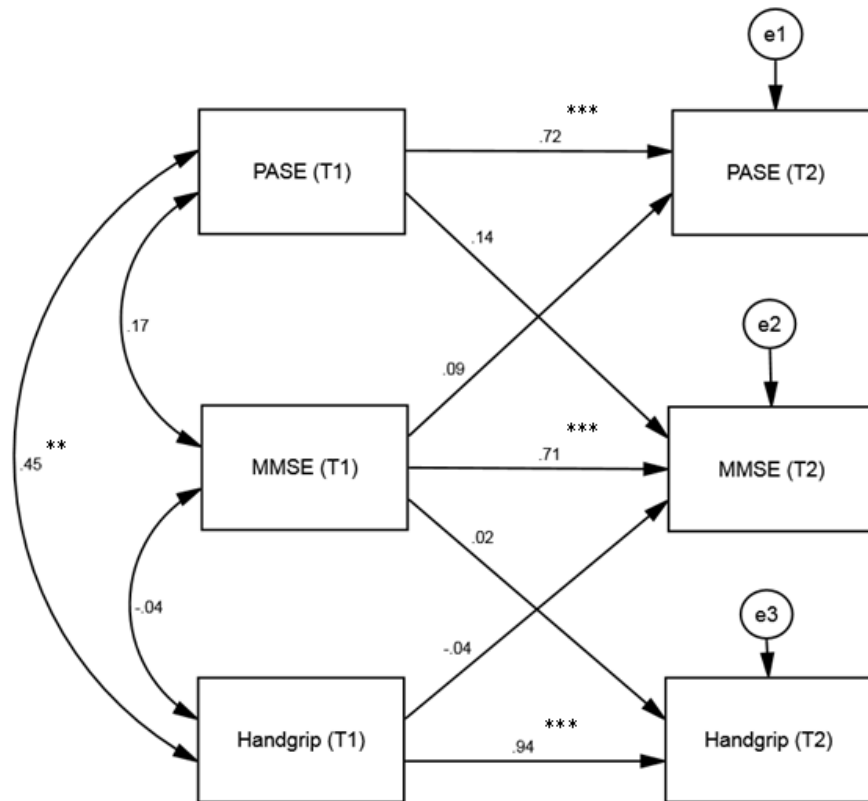 e1
***
.72
PASE (T1)
PASE (T2)
.14
.17
e2
.09
***
.45 **
MMSE (T1)
.71
MMSE (T2)
.02
-.04
e3
-.04
***
Handgrip (T1)
.94
Handgrip (T2)